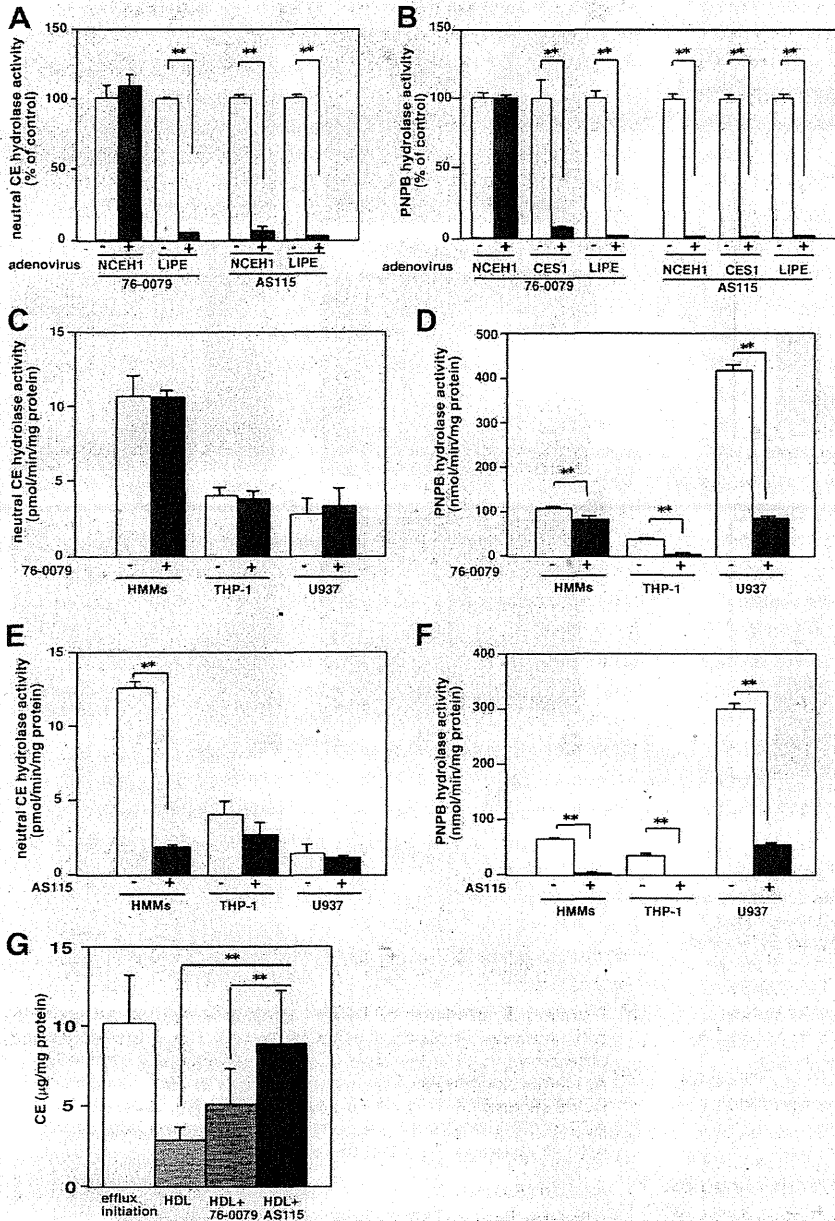 A
neutral CE hydrolase activity
(% of control)
150
100
50
0
** ** **
- + - + - + - +
adenovirus NCEH1 LIPE NCEH1 LIPE
76-0079 AS115
B
PNPB hydrolase activity
(% of control)
150
100
50
0
** ** ** ** **
- + - + - + - + - + - +
adenovirus NCEH1 CES1 LIPE NCEH1 CES1 LIPE
76-0079 AS115
C
neutral CE hydrolase activity
(pmol/min/mg protein)
15
10
5
0
76-0079 - + - + - +
HMMs THP-1 U937
D
PNPB hydrolase activity
(nmol/min/mg protein)
500
400
300
200
100
0
** ** **
76-0079 - + - + - +
HMMs THP-1 U937
E
neutral CE hydrolase activity
(pmol/min/mg protein)
15
10
5
0
**
AS115 - + - + - +
HMMs THP-1 U937
F
PNPB hydrolase activity
(nmol/min/mg protein)
400
300
200
100
0
** ** **
AS115 - + - + - +
HMMs THP-1 U937
G
CE (μg/mg protein)
15
10
5
0
**
**
efflux HDL HDL+ HDL+
initiation 76-0079 AS115